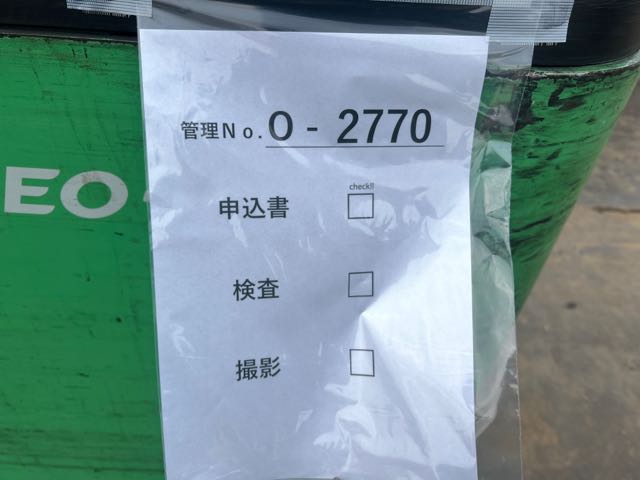 管理No. O - 2770
check!!
申込書 □
検査 □
撮影 □
EO